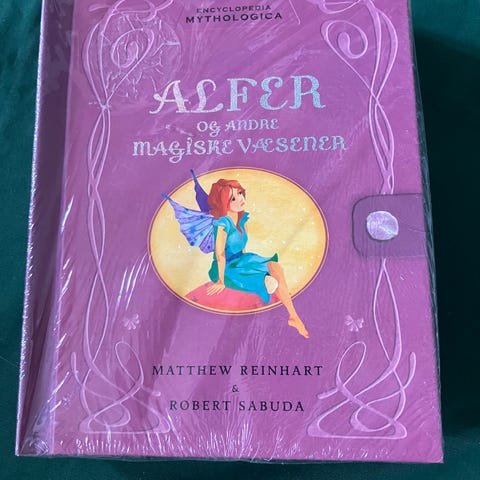 ENCYCLOPEDIA
MYTHOLOGICA
ALFER
OG ANDRE
MAGISKE VÆSENER
MATTHEW REINHART
&
ROBERT SABUDA